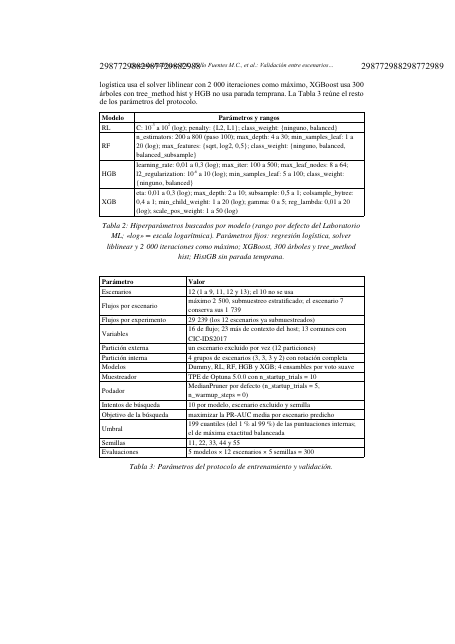 Fuentes M.C., et al.: Validación entre escenarios...
298772988298772989
logística usa el solver liblinear con 2 000 iteraciones como máximo, XGBoost usa 300
árboles con tree_method hist y HGB no usa parada temprana. La Tabla 3 reúne el resto
de los parámetros del protocolo.
Modelo Parámetros y rangos
RL C: 10⁻³ a 10² (log); penalty: {L2, L1}; class_weight: {ninguno, balanced}
RF n_estimators: 200 a 800 (paso 100); max_depth: 4 a 30; min_samples_leaf: 1 a
20 (log); max_features: {sqrt, log2, 0,5}; class_weight: {ninguno, balanced,
balanced_subsample}
HGB learning_rate: 0,01 a 0,3 (log); max_iter: 100 a 500; max_leaf_nodes: 8 a 64;
l2_regularization: 10⁻⁶ a 10 (log); min_samples_leaf: 5 a 100; class_weight:
{ninguno, balanced}
XGB eta: 0,01 a 0,3 (log); max_depth: 2 a 10; subsample: 0,5 a 1; colsample_bytree:
0,4 a 1; min_child_weight: 1 a 20 (log); gamma: 0 a 5; reg_lambda: 0,01 a 20
(log); scale_pos_weight: 1 a 50 (log)
Tabla 2: Hiperparámetros buscados por modelo (rango por defecto del Laboratorio
ML; «log» = escala logarítmica). Parámetros fijos: regresión logística, solver
liblinear y 2 000 iteraciones como máximo; XGBoost, 300 árboles y tree_method
hist; HistGB sin parada temprana.
Parámetro Valor
Escenarios 12 (1 a 9, 11, 12 y 13); el 10 no se usa
Flujos por escenario máximo 2 500, submuestreo estratificado; el escenario 7
conserva sus 1 739
Flujos por experimento 29 239 (los 12 escenarios ya submuestreados)
Variables 16 de flujo; 23 más de contexto del host; 13 comunes con
CIC-IDS2017
Partición externa un escenario excluido por vez (12 particiones)
Partición interna 4 grupos de escenarios (3, 3, 3 y 2) con rotación completa
Modelos Dummy, RL, RF, HGB y XGB; 4 ensambles por voto suave
Muestreador TPE de Optuna 5.0.0 con n_startup_trials = 10
Podador MedianPruner por defecto (n_startup_trials = 5,
n_warmup_steps = 0)
Intentos de búsqueda 10 por modelo, escenario excluido y semilla
Objetivo de la búsqueda maximizar la PR-AUC media por escenario predicho
Umbral 199 cuantiles (del 1 % al 99 %) de las puntuaciones internas;
el de máxima exactitud balanceada
Semillas 11, 22, 33, 44 y 55
Evaluaciones 5 modelos × 12 escenarios × 5 semillas = 300
Tabla 3: Parámetros del protocolo de entrenamiento y validación.